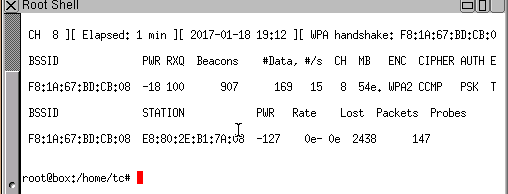 Root Shell
CH 8 ][ Elapsed: 1 min ][ 2017-01-18 19:12 ][ WPA handshake: F8:1A:67:BD:CB:0
BSSID PWR RXQ Beacons #Data, #/s CH MB ENC CIPHER AUTH E
F8:1A:67:BD:CB:08 -18 100 907 169 15 8 54e. WPA2 CCMP PSK T
BSSID STATION PWR Rate Lost Packets Probes
F8:1A:67:BD:CB:08 E8:80:2E:B1:7A:08 -127 0e- 0e 2438 147
root@box:/home/tc#